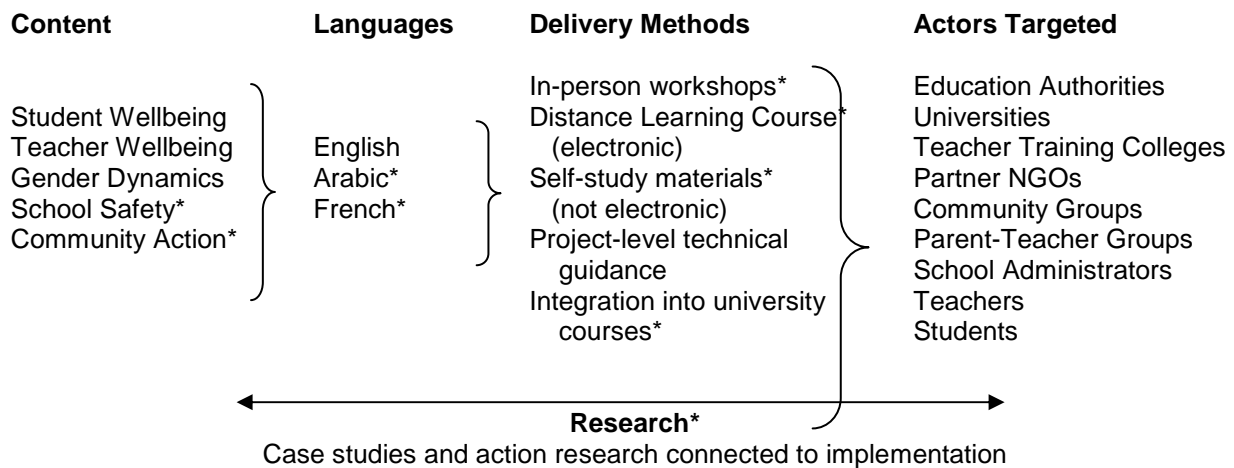 Content
Student Wellbeing
Teacher Wellbeing
Gender Dynamics
School Safety*
Community Action*
Languages
English
Arabic*
French*
Delivery Methods
In-person workshops*
Distance Learning Course*
(electronic)
Self-study materials*
(not electronic)
Project-level technical
guidance
Integration into university
courses*
Actors Targeted
Education Authorities
Universities
Teacher Training Colleges
Partner NGOs
Community Groups
Parent-Teacher Groups
School Administrators
Teachers
Students
Research*
Case studies and action research connected to implementation